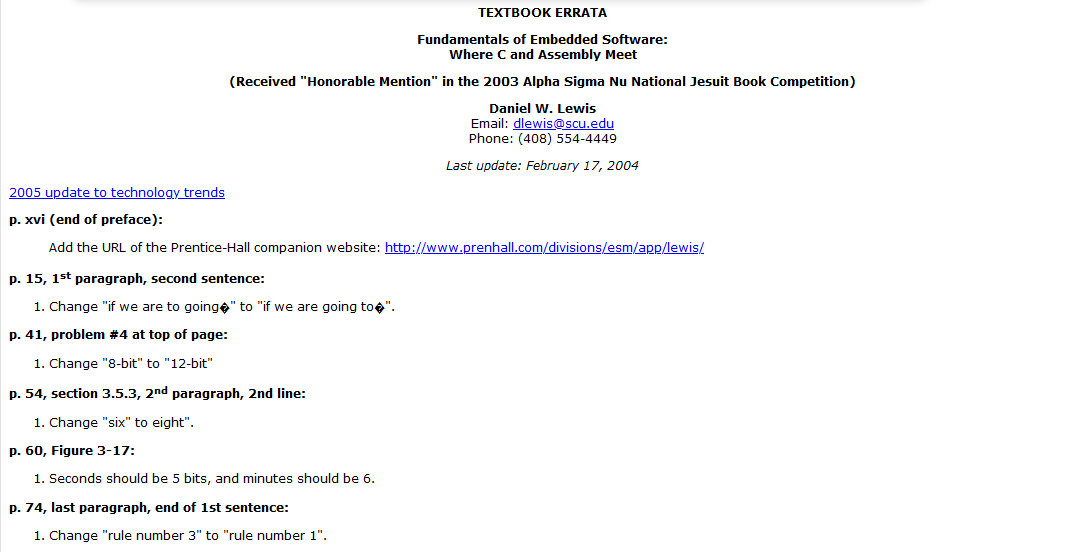 TEXTBOOK ERRATA
Fundamentals of Embedded Software:
Where C and Assembly Meet
(Received "Honorable Mention" in the 2003 Alpha Sigma Nu National Jesuit Book Competition)
Daniel W. Lewis
Email: dlewis@scu.edu
Phone: (408) 554-4449
Last update: February 17, 2004
2005 update to technology trends
p. xvi (end of preface):
Add the URL of the Prentice-Hall companion website: http://www.prenhall.com/divisions/esm/app/lewis/
p. 15, 1st paragraph, second sentence:
1. Change "if we are to going�" to "if we are going to�".
p. 41, problem #4 at top of page:
1. Change "8-bit" to "12-bit"
p. 54, section 3.5.3, 2nd paragraph, 2nd line:
1. Change "six" to eight".
p. 60, Figure 3-17:
1. Seconds should be 5 bits, and minutes should be 6.
p. 74, last paragraph, end of 1st sentence:
1. Change "rule number 3" to "rule number 1".